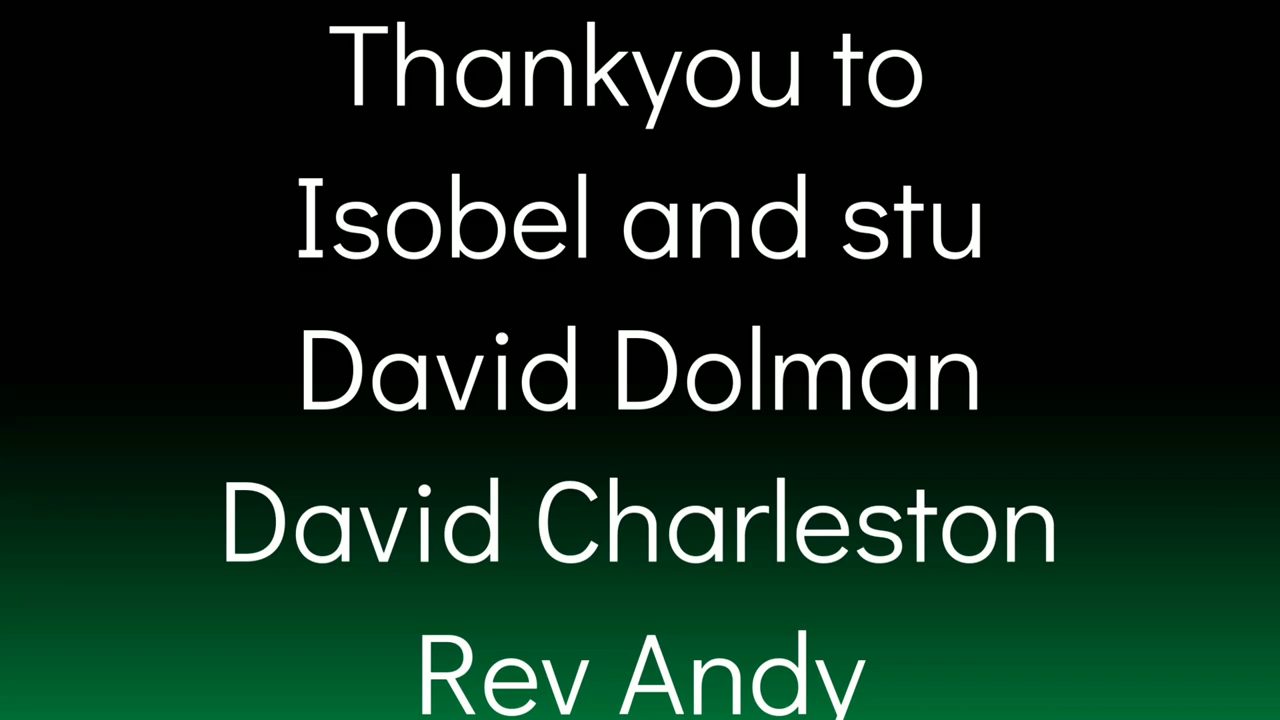 Thankyou to
Isobel and stu
David Dolman
David Charleston
Rev Andy